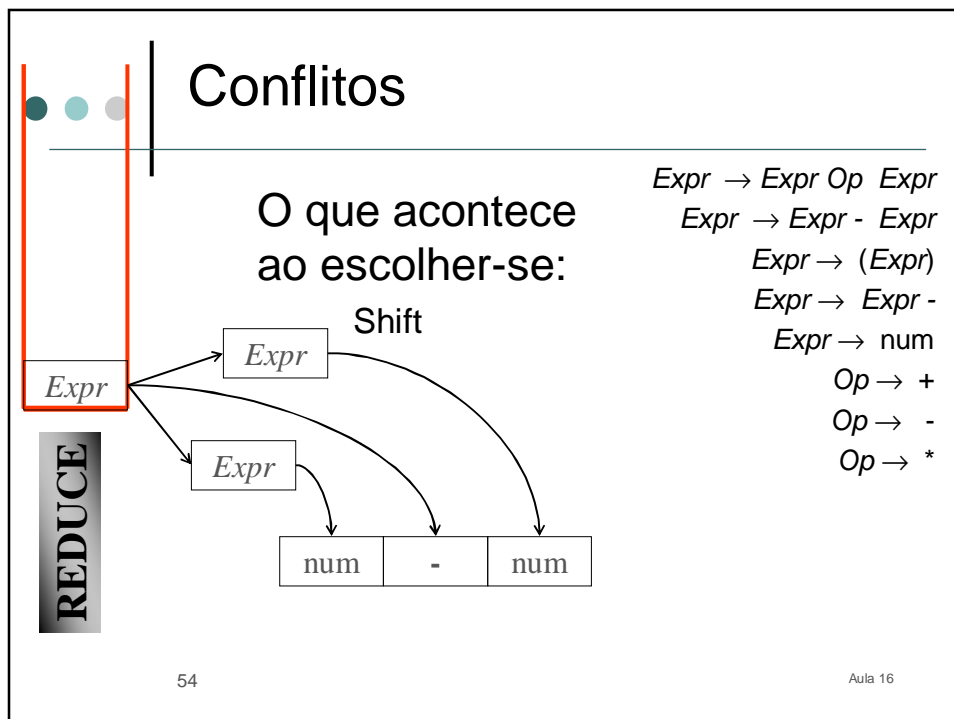 Conflitos
O que acontece
ao escolher-se:
Shift
Expr → Expr Op Expr
Expr → Expr - Expr
Expr → (Expr)
Expr → Expr -
Expr → num
Op → +
Op → -
Op → *
Expr
Expr
Expr
num - num
REDUCE
54
Aula 16